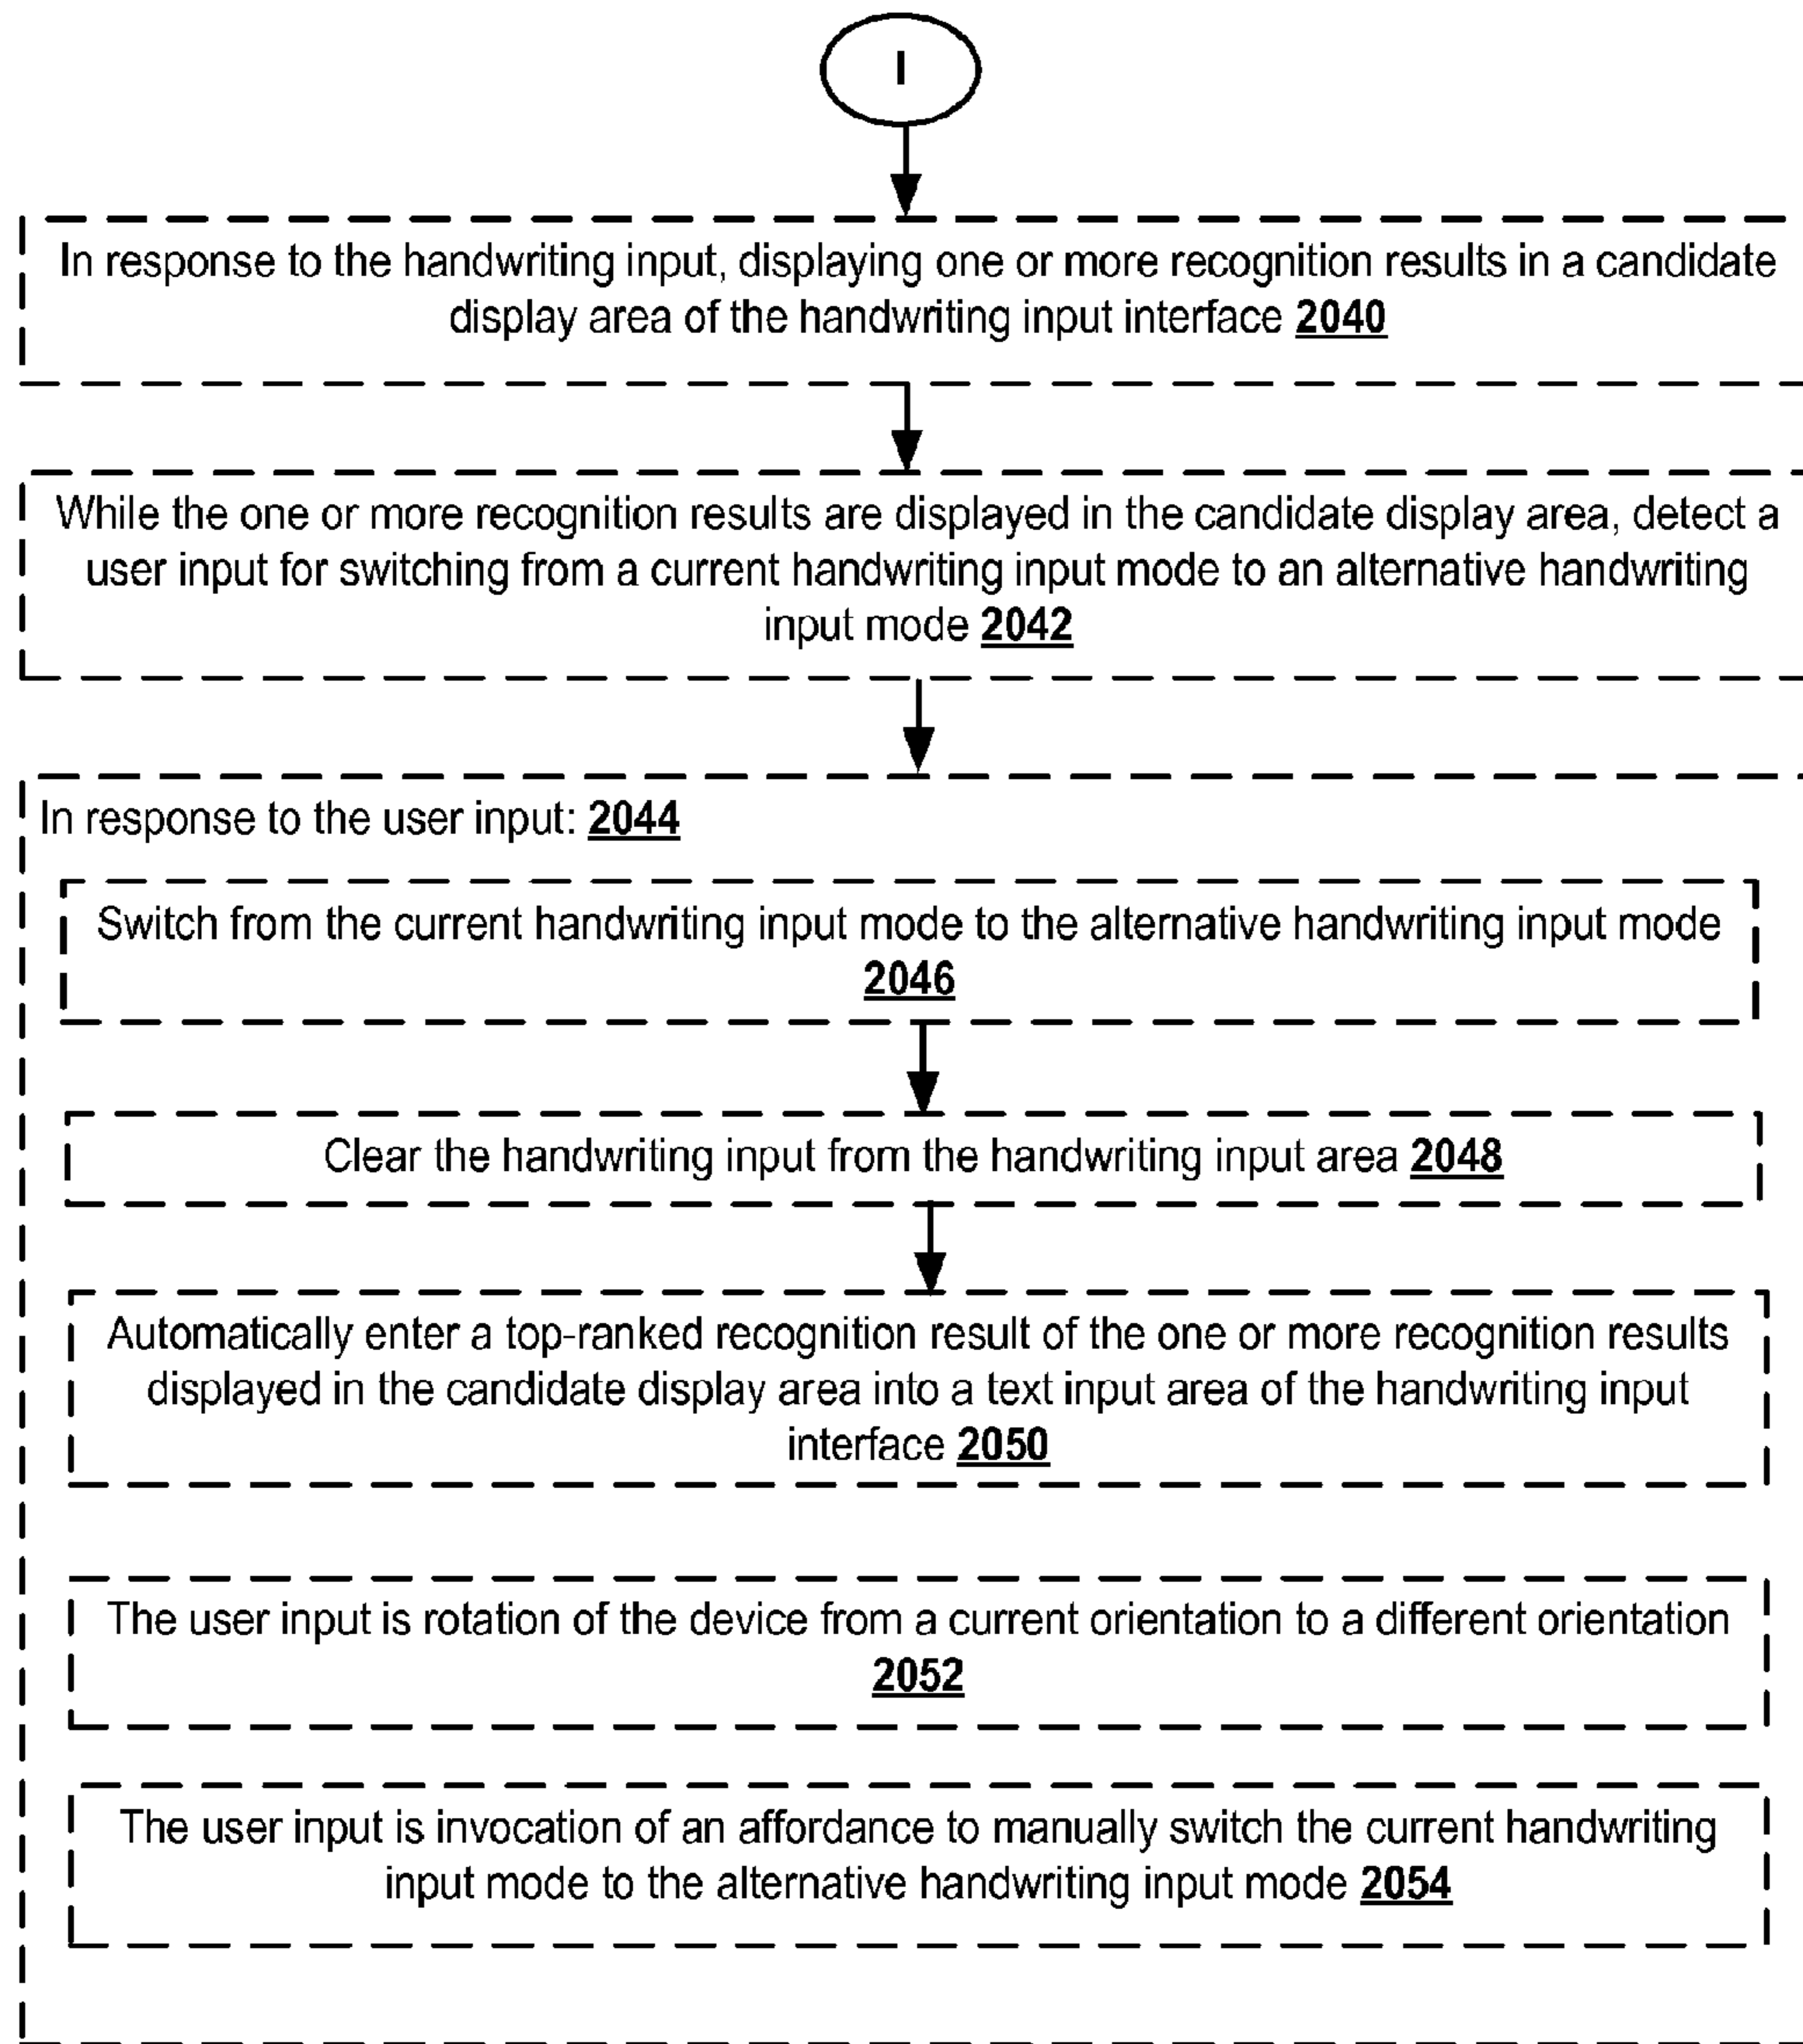 I
In response to the handwriting input, displaying one or more recognition results in a candidate
display area of the handwriting input interface 2040
While the one or more recognition results are displayed in the candidate display area, detect a
user input for switching from a current handwriting input mode to an alternative handwriting
input mode 2042
In response to the user input: 2044
Switch from the current handwriting input mode to the alternative handwriting input mode
2046
Clear the handwriting input from the handwriting input area 2048
Automatically enter a top-ranked recognition result of the one or more recognition results
displayed in the candidate display area into a text input area of the handwriting input
interface 2050
The user input is rotation of the device from a current orientation to a different orientation
2052
The user input is invocation of an affordance to manually switch the current handwriting
input mode to the alternative handwriting input mode 2054